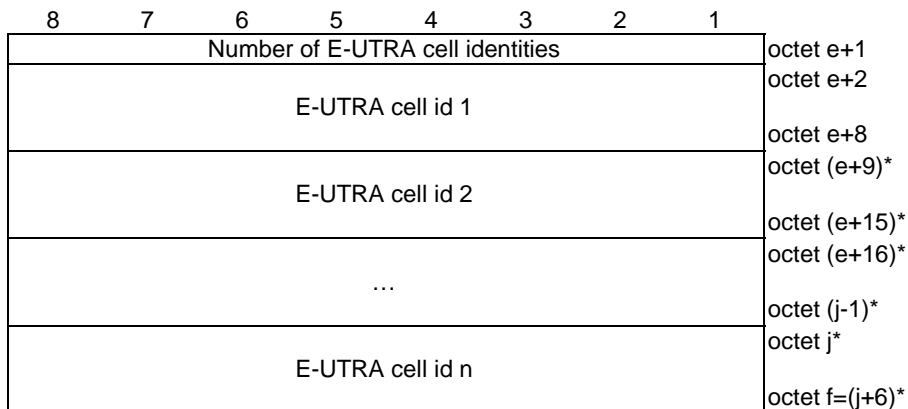 8 7 6 5 4 3 2 1
Number of E-UTRA cell identities octet e+1
octet e+2
E-UTRA cell id 1
octet e+8
octet (e+9)*
E-UTRA cell id 2
octet (e+15)*
octet (e+16)*
…
octet (j-1)*
octet j*
E-UTRA cell id n
octet f=(j+6)*